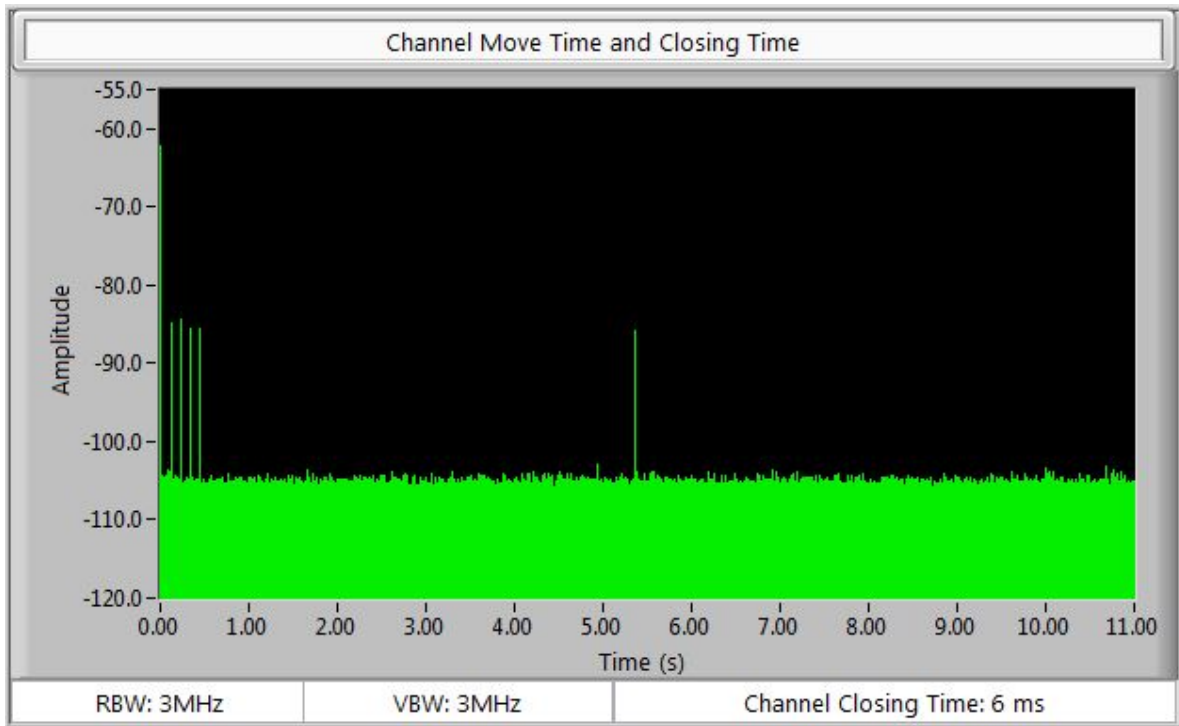 Channel Move Time and Closing Time
Amplitude
-55.0
-60.0
-70.0
-80.0
-90.0
-100.0
-110.0
-120.0
0.00 1.00 2.00 3.00 4.00 5.00 6.00 7.00 8.00 9.00 10.00 11.00
Time (s)
RBW: 3MHz VBW: 3MHz Channel Closing Time: 6 ms